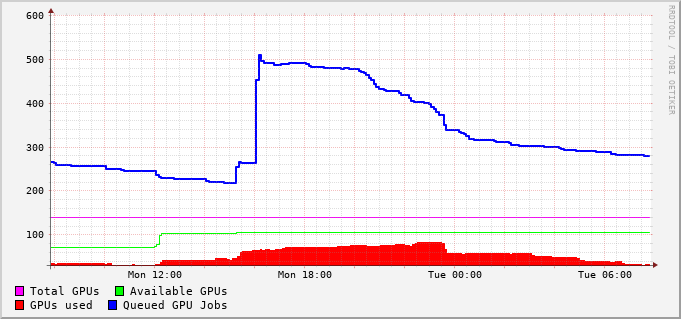 600
500
400
300
200
100
Mon 12:00 Mon 18:00 Tue 00:00 Tue 06:00
Total GPUs Available GPUs
GPUs used Queued GPU Jobs
RRDTOOL / TOBI OETIKER